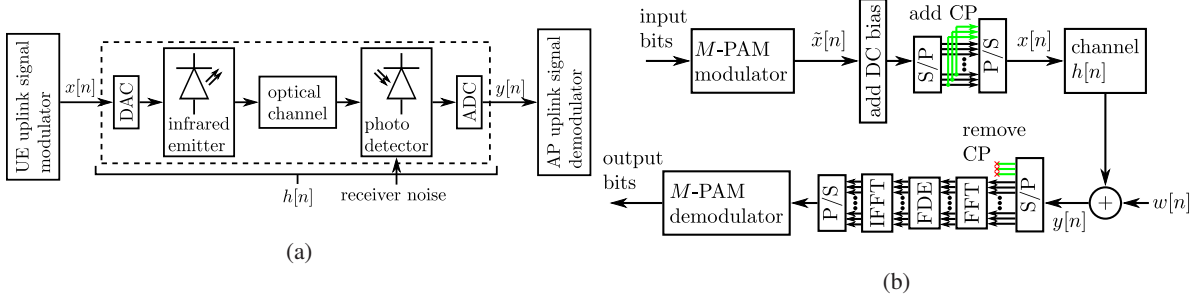 UE uplink signal
modulator
x[n]
DAC
infrared
emitter
optical
channel
photo
detector
ADC
y[n]
AP uplink signal
demodulator
h[n]
receiver noise
(a)
input
bits
M-PAM
modulator
x̃[n]
add DC bias
add CP
S/P
P/S
x[n]
channel
h[n]
remove
CP
output
bits
M-PAM
demodulator
P/S
IFFT
FDE
FFT
S/P
y[n]
+
w[n]
(b)